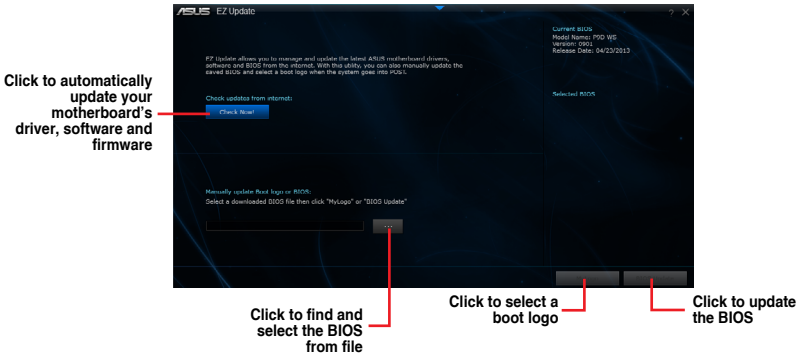 ASUS EZ Update
? ×
EZ Update allows you to manage and update the latest ASUS motherboard drivers,
software and BIOS from the internet. With this utility, you can also manually update the
saved BIOS and select a boot logo when the system goes into POST.
Check updates from internet:
Check Now!
Manually update Boot logo or BIOS:
Select a downloaded BIOS file then click "MyLogo" or "BIOS Update"
...
Current BIOS
Model Name: P9D WS
Version: 0901
Release Date: 04/23/2013
Selected BIOS
Click to automatically
update your
motherboard's
driver, software and
firmware
Click to find and
select the BIOS
from file
Click to select a
boot logo
Click to update
the BIOS